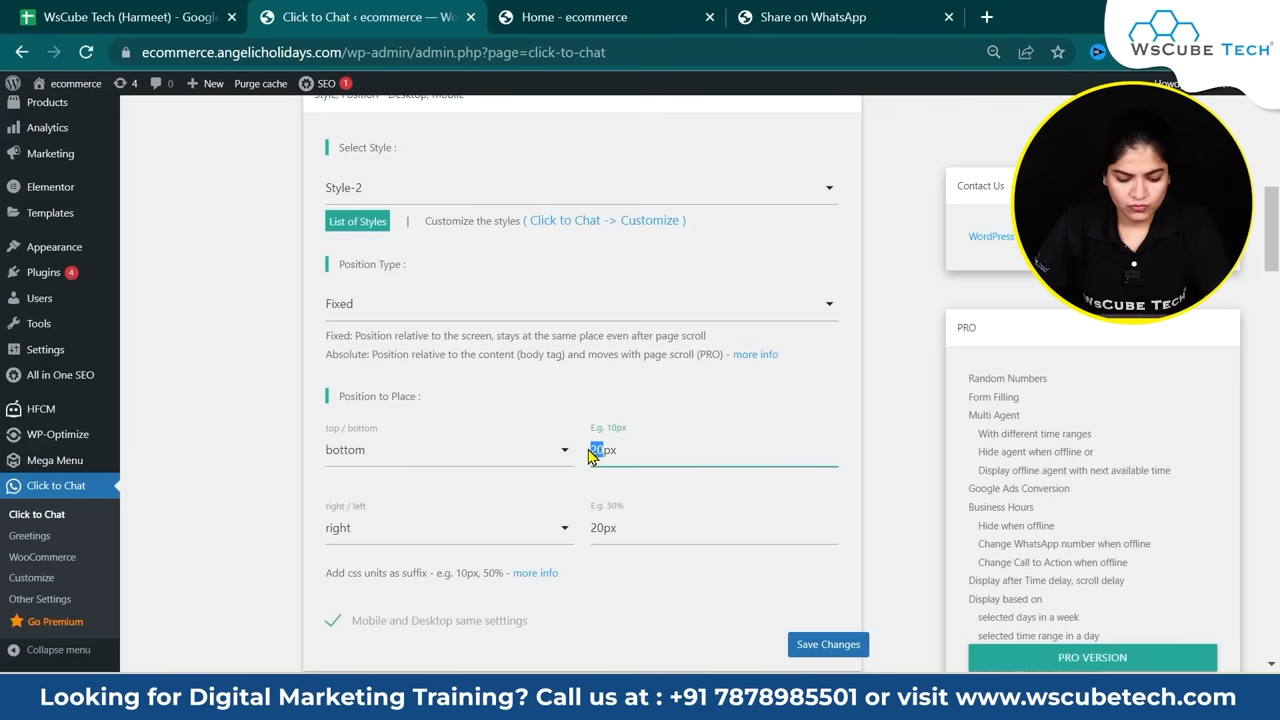 WsCube Tech (Harmeet) - Google
Click to Chat ‹ ecommerce — Wo
Home - ecommerce
Share on WhatsApp
ecommerce.angelicholidays.com/wp-admin/admin.php?page=click-to-chat
WsCube Tech
ecommerce
4
0
New
Purge cache
SEO 1
Howdy
Products
Analytics
Marketing
Elementor
Templates
Appearance
Plugins 4
Users
Tools
Settings
All in One SEO
HFCM
WP-Optimize
Mega Menu
Click to Chat
Click to Chat
Greetings
WooCommerce
Customize
Other Settings
Go Premium
Collapse menu
Style, Position - Desktop, Mobile
Select Style :
Style-2
List of Styles | Customize the styles ( Click to Chat -> Customize )
Position Type :
Fixed
Fixed: Position relative to the screen, stays at the same place even after page scroll
Absolute: Position relative to the content (body tag) and moves with page scroll (PRO) - more info
Position to Place :
top / bottom
E.g. 10px
bottom
20px
right / left
E.g. 50%
right
20px
Add css units as suffix - e.g. 10px, 50% - more info
Mobile and Desktop same setttings
Save Changes
Contact Us
WordPress
WSCUBE TECH
PRO
Random Numbers
Form Filling
Multi Agent
With different time ranges
Hide agent when offline or
Display offline agent with next available time
Google Ads Conversion
Business Hours
Hide when offline
Change WhatsApp number when offline
Change Call to Action when offline
Display after Time delay, scroll delay
Display based on
selected days in a week
selected time range in a day
PRO VERSION
Looking for Digital Marketing Training? Call us at : +91 7878985501 or visit www.wscubetech.com